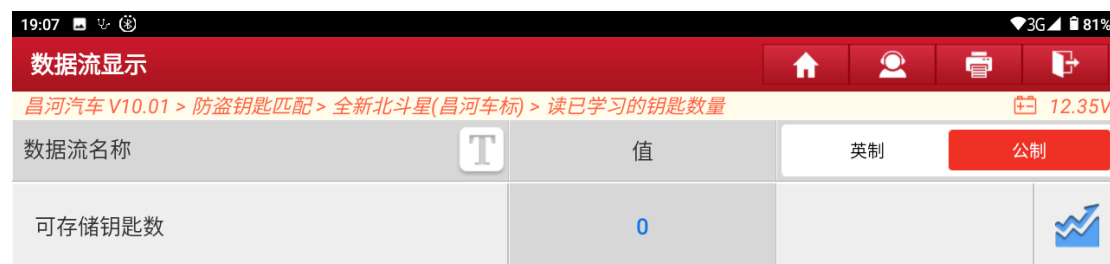 19:07 3G 81%
数据流显示
昌河汽车 V10.01 > 防盗钥匙匹配 > 全新北斗星(昌河车标) > 读已学习的钥匙数量 12.35V
数据流名称 T 值 英制 公制
可存储钥匙数 0